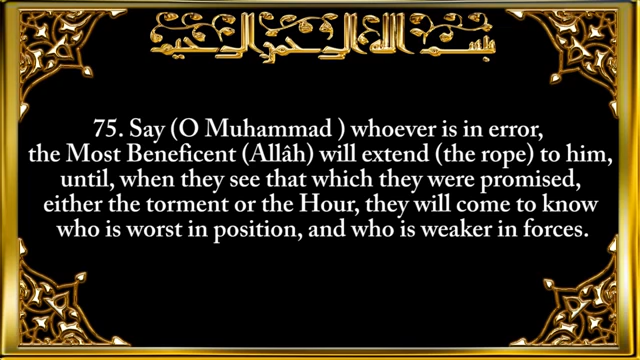 بسم الله الرحمن الرحيم
75. Say (O Muhammad ) whoever is in error,
the Most Beneficent (Allâh) will extend (the rope) to him,
until, when they see that which they were promised,
either the torment or the Hour, they will come to know
who is worst in position, and who is weaker in forces.